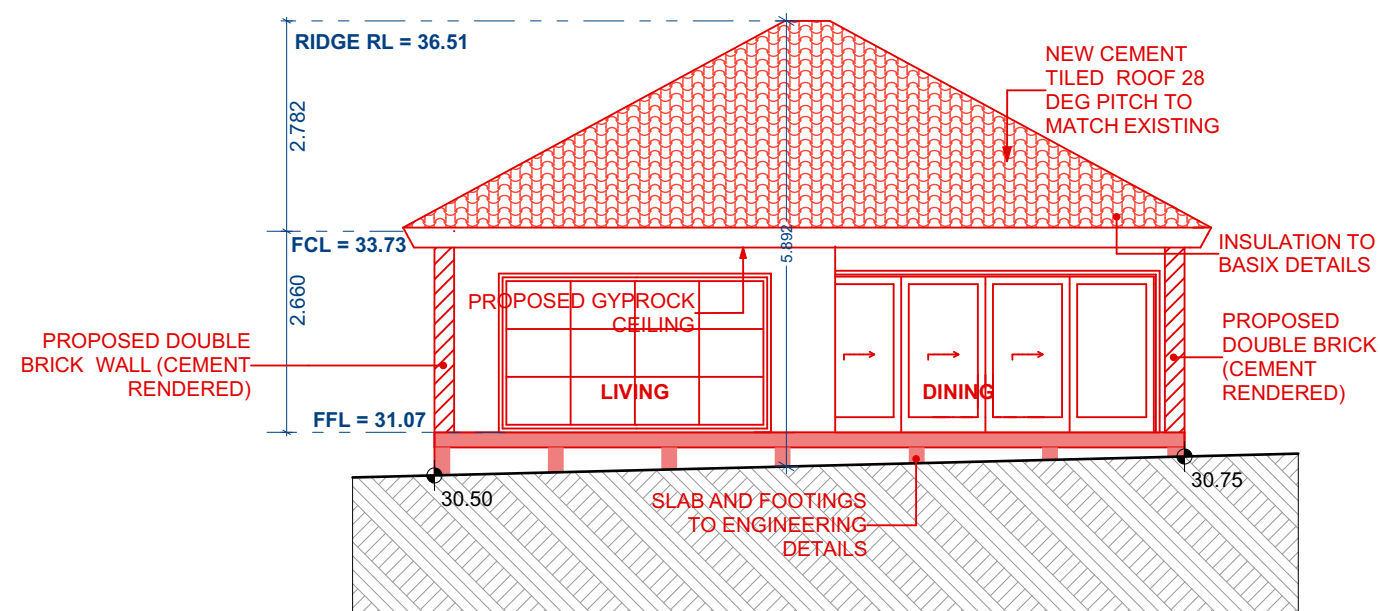 RIDGE RL = 36.51
2.782
NEW CEMENT
TILED ROOF 28
DEG PITCH TO
MATCH EXISTING
FCL = 33.73
5.892
INSULATION TO
BASIX DETAILS
2.660
PROPOSED GYPROCK
CEILING
PROPOSED DOUBLE
BRICK WALL (CEMENT
RENDERED)
PROPOSED
DOUBLE BRICK
(CEMENT
RENDERED)
LIVING
DINING
FFL = 31.07
30.50
30.75
SLAB AND FOOTINGS
TO ENGINEERING
DETAILS